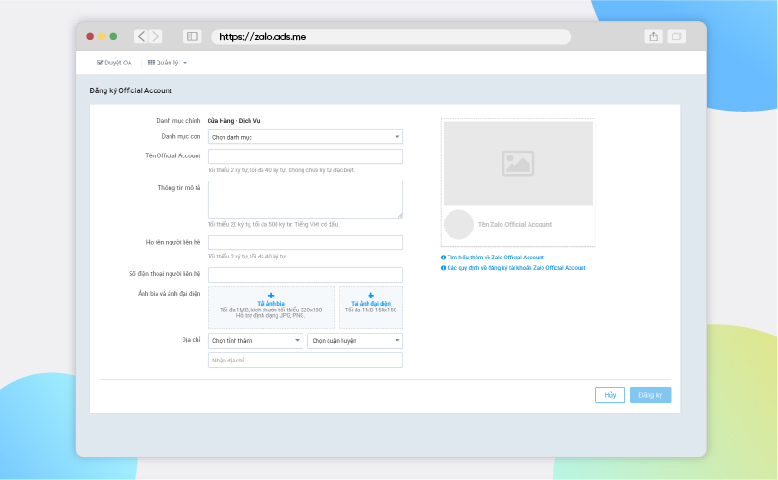 https://zalo.ads.me
Duyệt OA
Quản lý
Đăng ký Official Account
Danh mục chính
Cửa Hàng - Dịch Vụ
Danh mục con
Chọn danh mục
Tên Official Account
Tối thiểu 2 ký tự, tối đa 40 ký tự. Không chứa ký tự đặc biệt.
Thông tin mô tả
Tối thiểu 20 ký tự, tối đa 500 ký tự. Tiếng Việt có dấu.
Họ tên người liên hệ
Tối thiểu 2 ký tự, tối đa 40 ký tự.
Số điện thoại người liên hệ
Ảnh bìa và ảnh đại diện
Tải ảnh bìa
Tối đa 1MB, kích thước tối thiểu 320x180
Hỗ trợ định dạng JPG, PNG.
Tải ảnh đại diện
Tối đa 1MB 150x150
Địa chỉ
Chọn tỉnh thành
Chọn quận huyện
Nhập địa chỉ
Tên Zalo Official Account
Tìm hiểu thêm về Zalo Official Account
Các quy định về đăng ký tài khoản Zalo Official Account
Hủy
Đăng ký